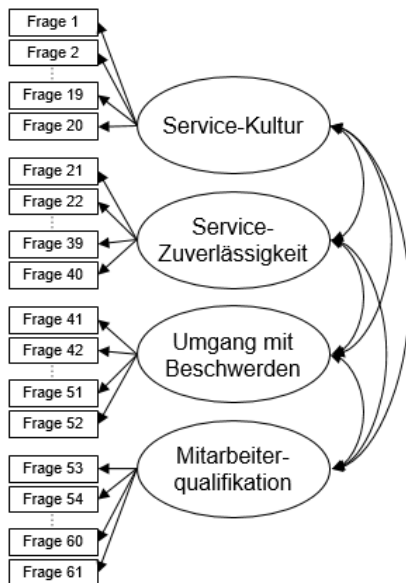 Frage 1
Frage 2
Frage 19
Frage 20
Service-Kultur
Frage 21
Frage 22
Frage 39
Frage 40
Service-
Zuverlässigkeit
Frage 41
Frage 42
Frage 51
Frage 52
Umgang mit
Beschwerden
Frage 53
Frage 54
Frage 60
Frage 61
Mitarbeiter-
qualifikation